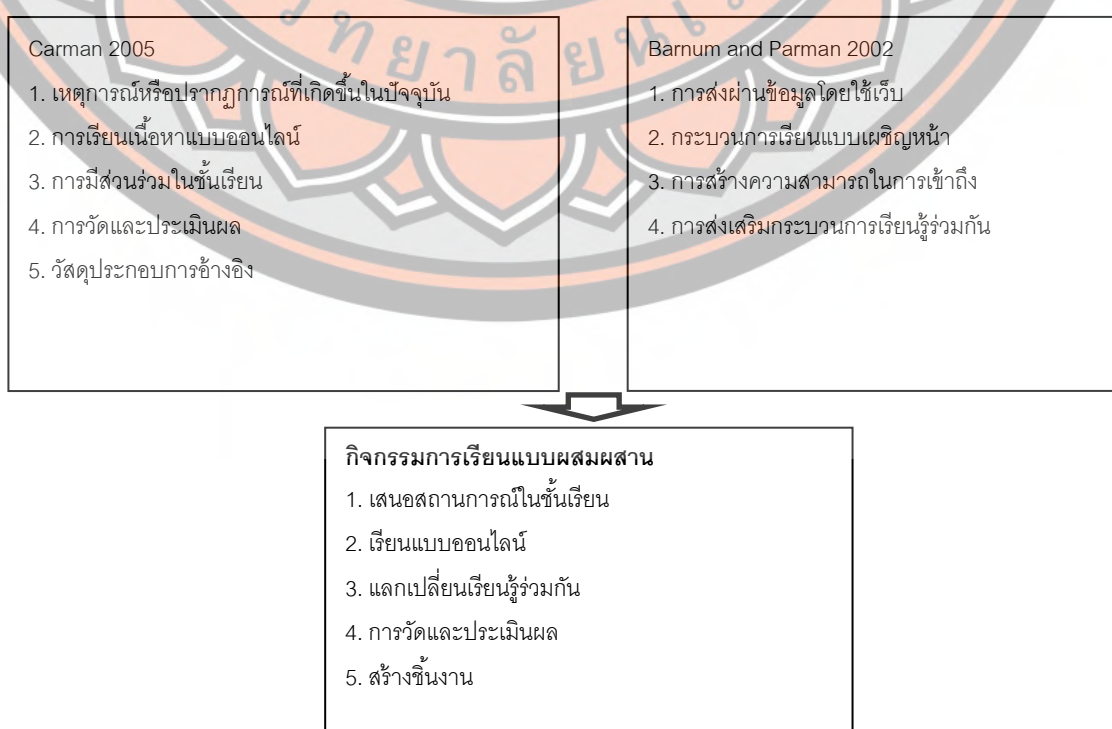 วิทยาลัยน
Carman 2005
1. เหตุการณ์หรือปรากฏการณ์ที่เกิดขึ้นในปัจจุบัน
2. การเรียนเนื้อหาแบบออนไลน์
3. การมีส่วนร่วมในชั้นเรียน
4. การวัดและประเมินผล
5. วัสดุประกอบการอ้างอิง
Barnum and Parman 2002
1. การส่งผ่านข้อมูลโดยใช้เว็บ
2. กระบวนการเรียนแบบเผชิญหน้า
3. การสร้างความสามารถในการเข้าถึง
4. การส่งเสริมกระบวนการเรียนรู้ร่วมกัน
กิจกรรมการเรียนแบบผสมผสาน
1. เสนอสถานการณ์ในชั้นเรียน
2. เรียนแบบออนไลน์
3. แลกเปลี่ยนเรียนรู้ร่วมกัน
4. การวัดและประเมินผล
5. สร้างชิ้นงาน